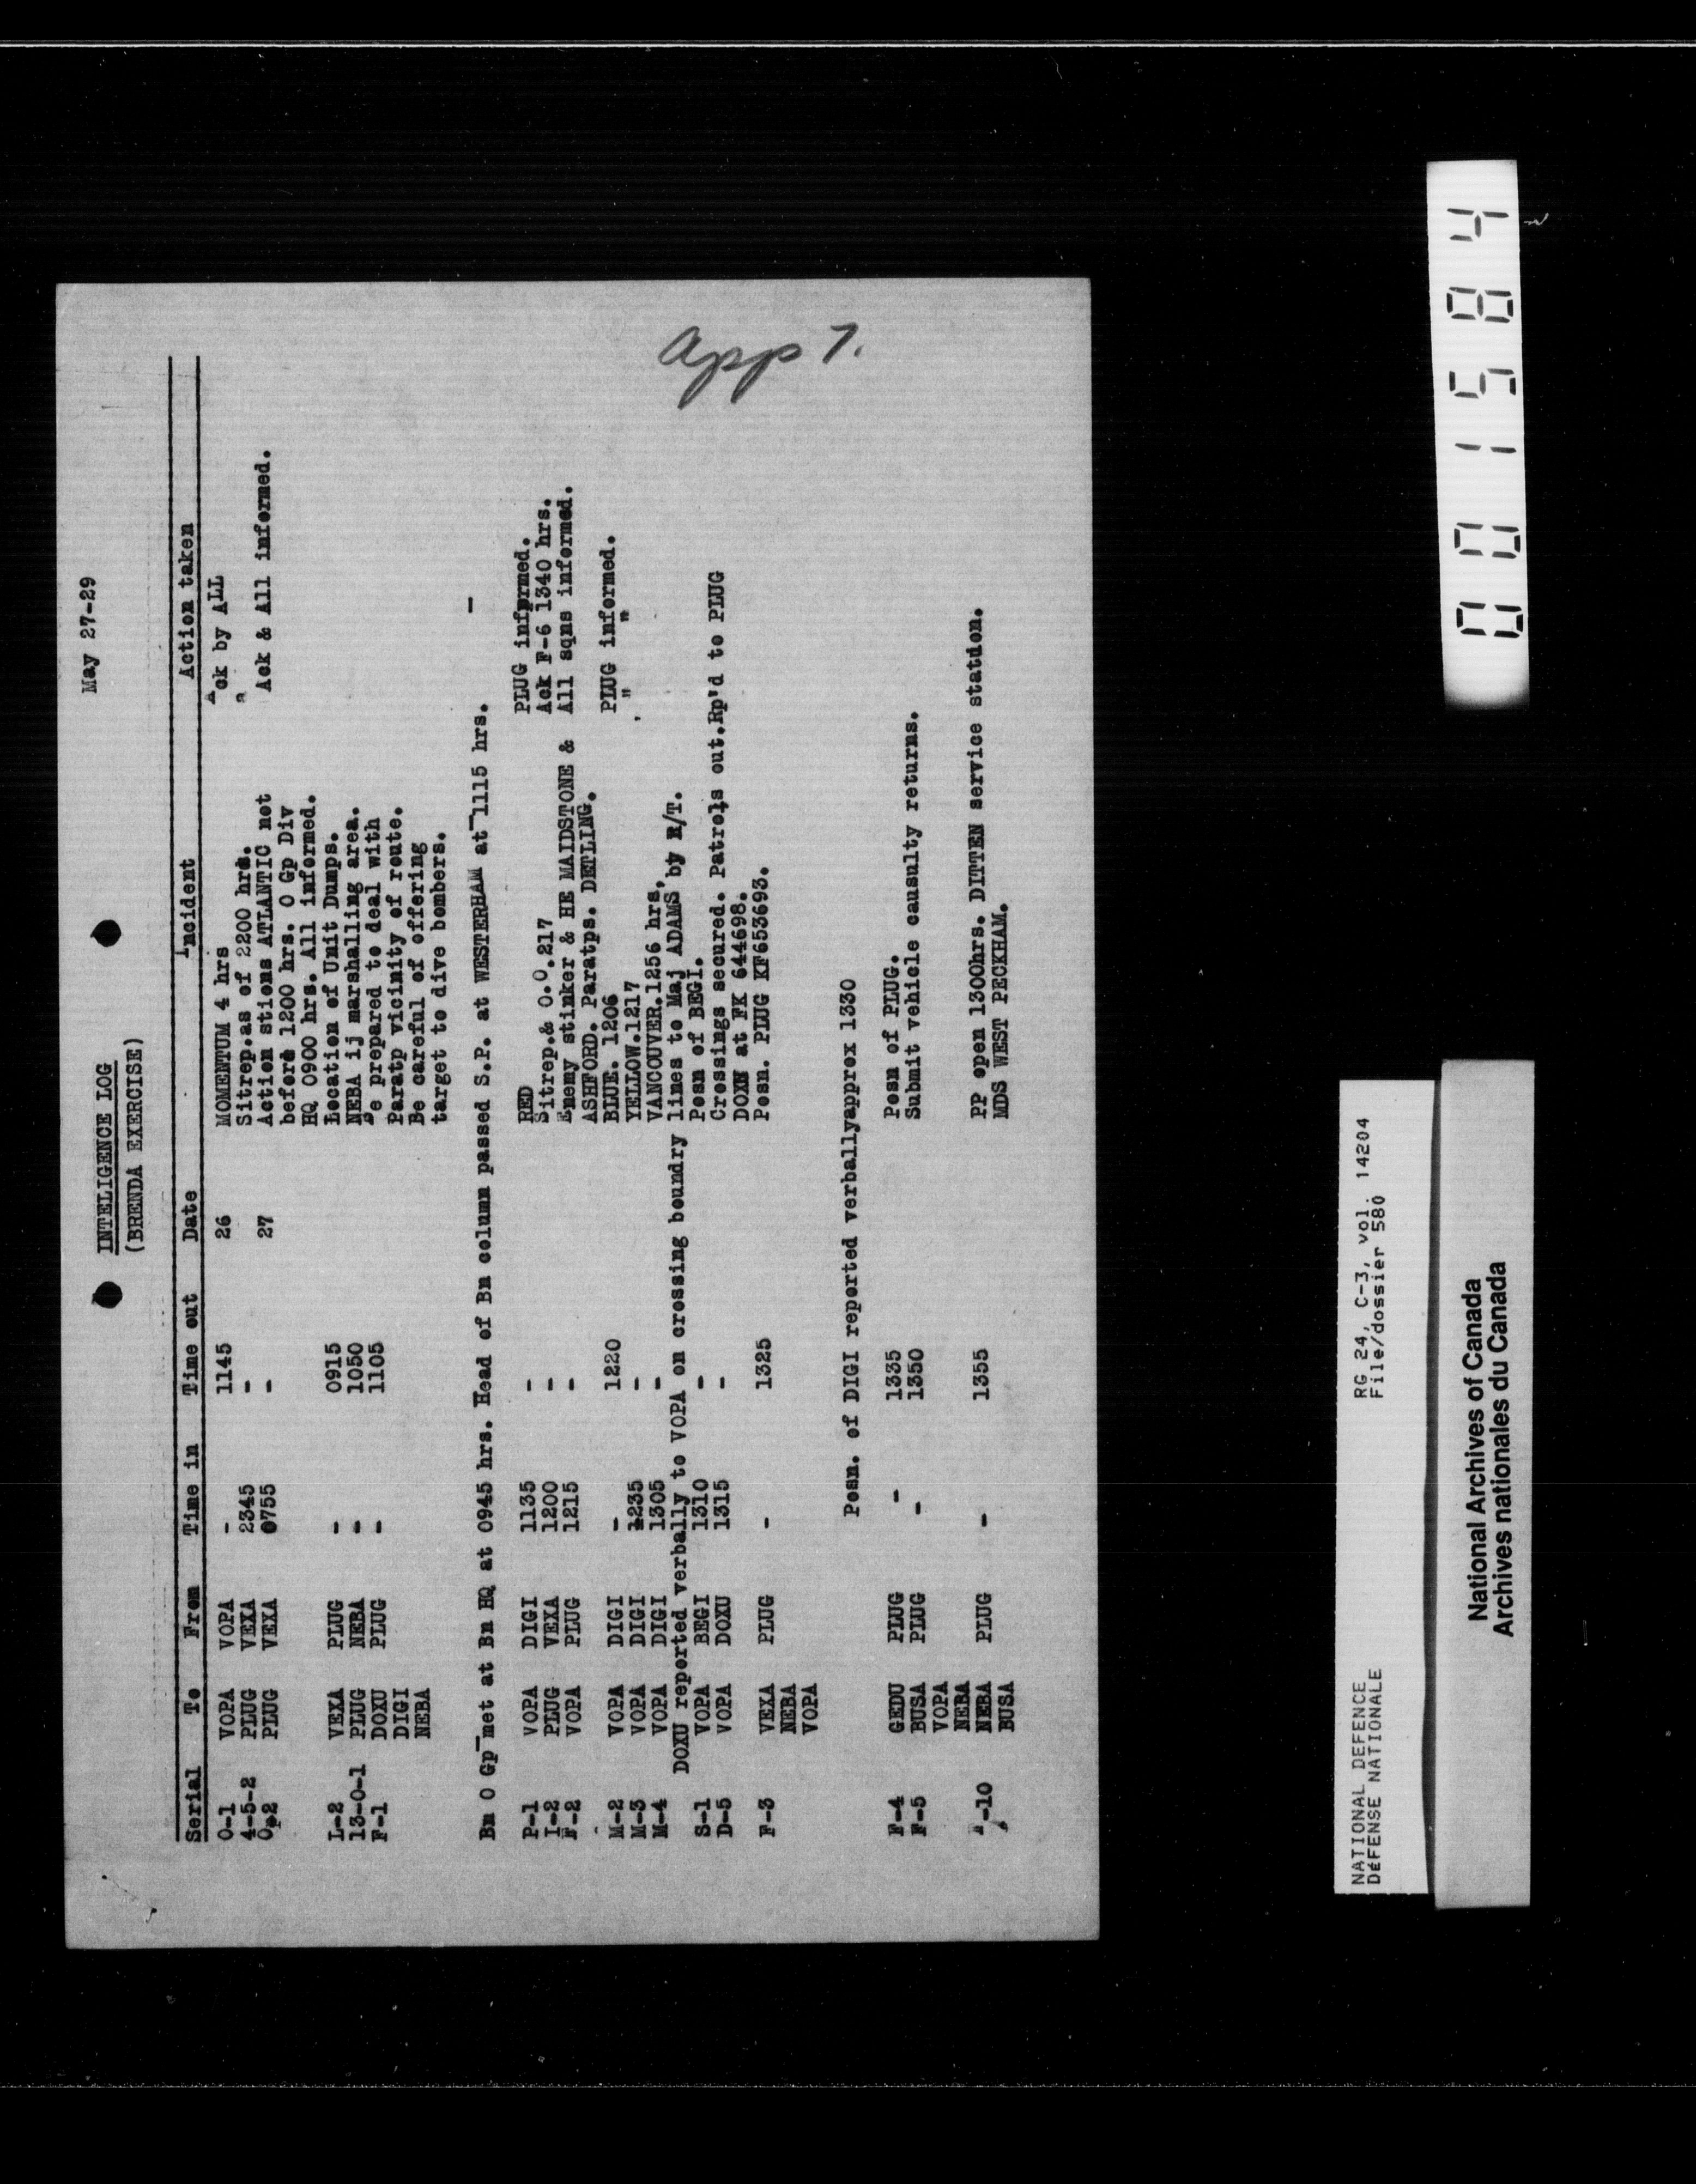 May 27-29
INTELIGENCE LOG
(BRENDA EXERCISE)
Serial To From Time in Time out Date Incident Action taken
O-1 VOPA VOPA - 1145 26 MOMENTUM 4 hrs Ack by ALL
4-5-2 PLUG VEXA 2345 - Sitrep.as of 2200 hrs. "
O-2 PLUG VEXA 0755 - 27 Action stions ATLANTIC not Ack & All informed.
before 1200 hrs. O Gp Div
HQ 0900 hrs. All informed.
L-2 VEXA PLUG - 0915 Location of Unit Dumps.
13-0-1 PLUG NEBA - 1050 NEBA ij marshalling area.
F-1 DOXU PLUG - 1105 Be prepared to deal with
DIGI Paratp vicinity of route.
NEBA Be careful of offering
target to dive bombers.
Bn O Gp met at Bn HQ at 0945 hrs. Head of Bn column passed S.P. at WESTERHAM at 1115 hrs. -
P-1 VOPA DIGI 1135 - RED PLUG informed.
I-2 PLUG VEXA 1200 - Sitrep.& O.O.217 Ack F-6 1340 hrs.
F-2 VOPA PLUG 1215 - Enemy stinker & HE MAIDSTONE & All sqns informed.
ASHFORD. Paratps. DETLING.
M-2 VOPA DIGI - 1220 BLUE. 1206 PLUG informed.
M-3 VOPA DIGI 1235 - YELLOW.1217 " "
M-4 VOPA DIGI 1305 - VANCOUVER.1256 hrs,
DOXU reported verbally to VOPA on crossing boundry lines to Maj ADAMS by R/T.
S-1 VOPA BEGI 1310 - Posn of BEGI.
D-5 VOPA DOXU 1315 - Crossings secured. Patrols out.Rp'd to PLUG
DOXN at FK 644698.
F-3 VEXA PLUG - 1325 Posn. PLUG KF653693.
NEBA
VOPA
Posn. of DIGI reported verballyapprox 1330
F-4 GEDU PLUG - 1335 Posn of PLUG.
F-5 BUSA PLUG - 1350 Submit vehicle causulty returns.
VOPA
NEBA
-10 NEBA PLUG - 1355 PP open 1300hrs. DITTEN service station.
BUSA MDS WEST PECKHAM.
App 7.
001584
NATIONAL DEFENCE RG 24, C-3, vol. 14204
DéFENSE NATIONALE File/dossier 580
National Archives of Canada
Archives nationales du Canada